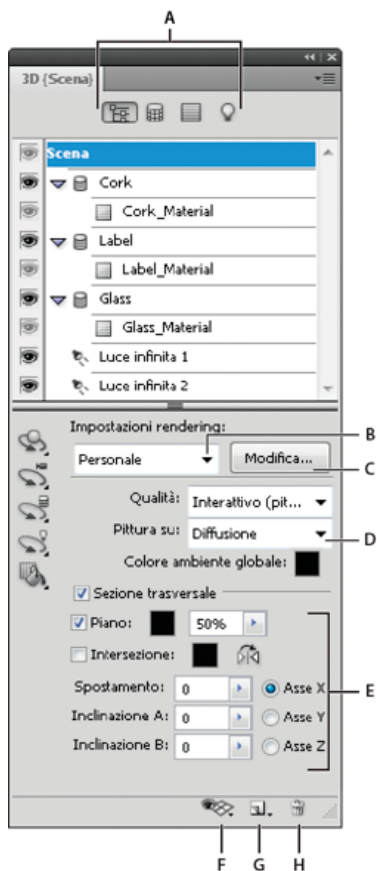 A
3D {Scena}
Scena
Cork
Cork_Material
Label
Label_Material
Glass
Glass_Material
Luce infinita 1
Luce infinita 2
Impostazioni rendering:
B
Personale
Modifica...
C
Qualità: Interattivo (pit...
Pittura su: Diffusione
D
Colore ambiente globale:
Sezione trasversale
Piano: 50%
Intersezione:
E
Spostamento: 0 Asse X
Inclinazione A: 0 Asse Y
Inclinazione B: 0 Asse Z
F G H